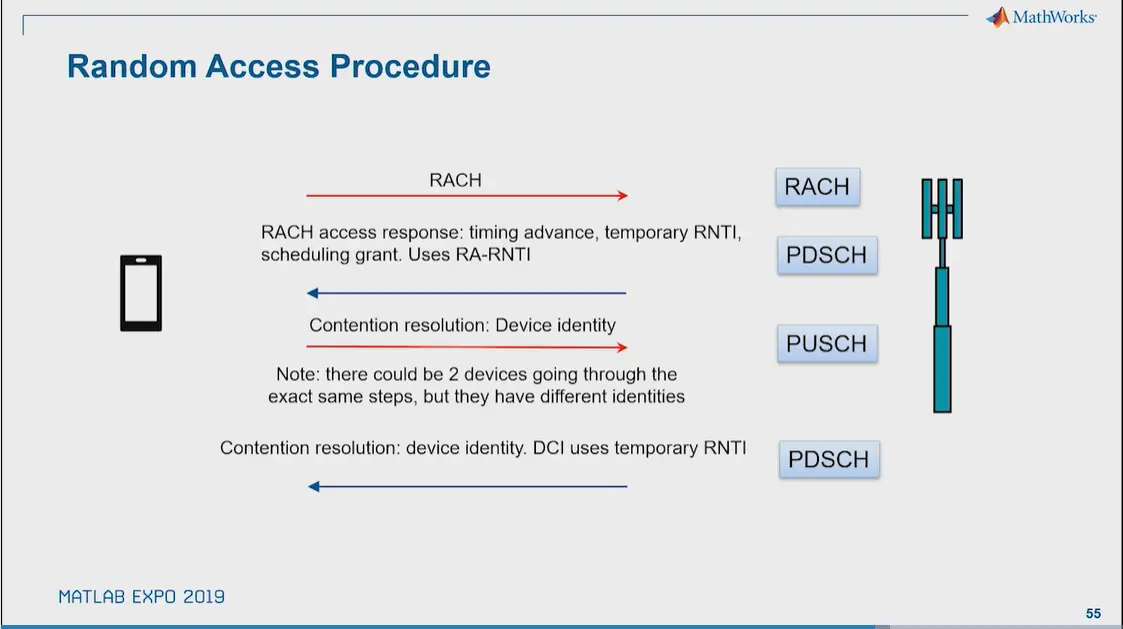 MathWorks
Random Access Procedure
RACH
RACH
RACH access response: timing advance, temporary RNTI,
scheduling grant. Uses RA-RNTI
PDSCH
Contention resolution: Device identity
PUSCH
Note: there could be 2 devices going through the
exact same steps, but they have different identities
Contention resolution: device identity. DCI uses temporary RNTI
PDSCH
MATLAB EXPO 2019
55